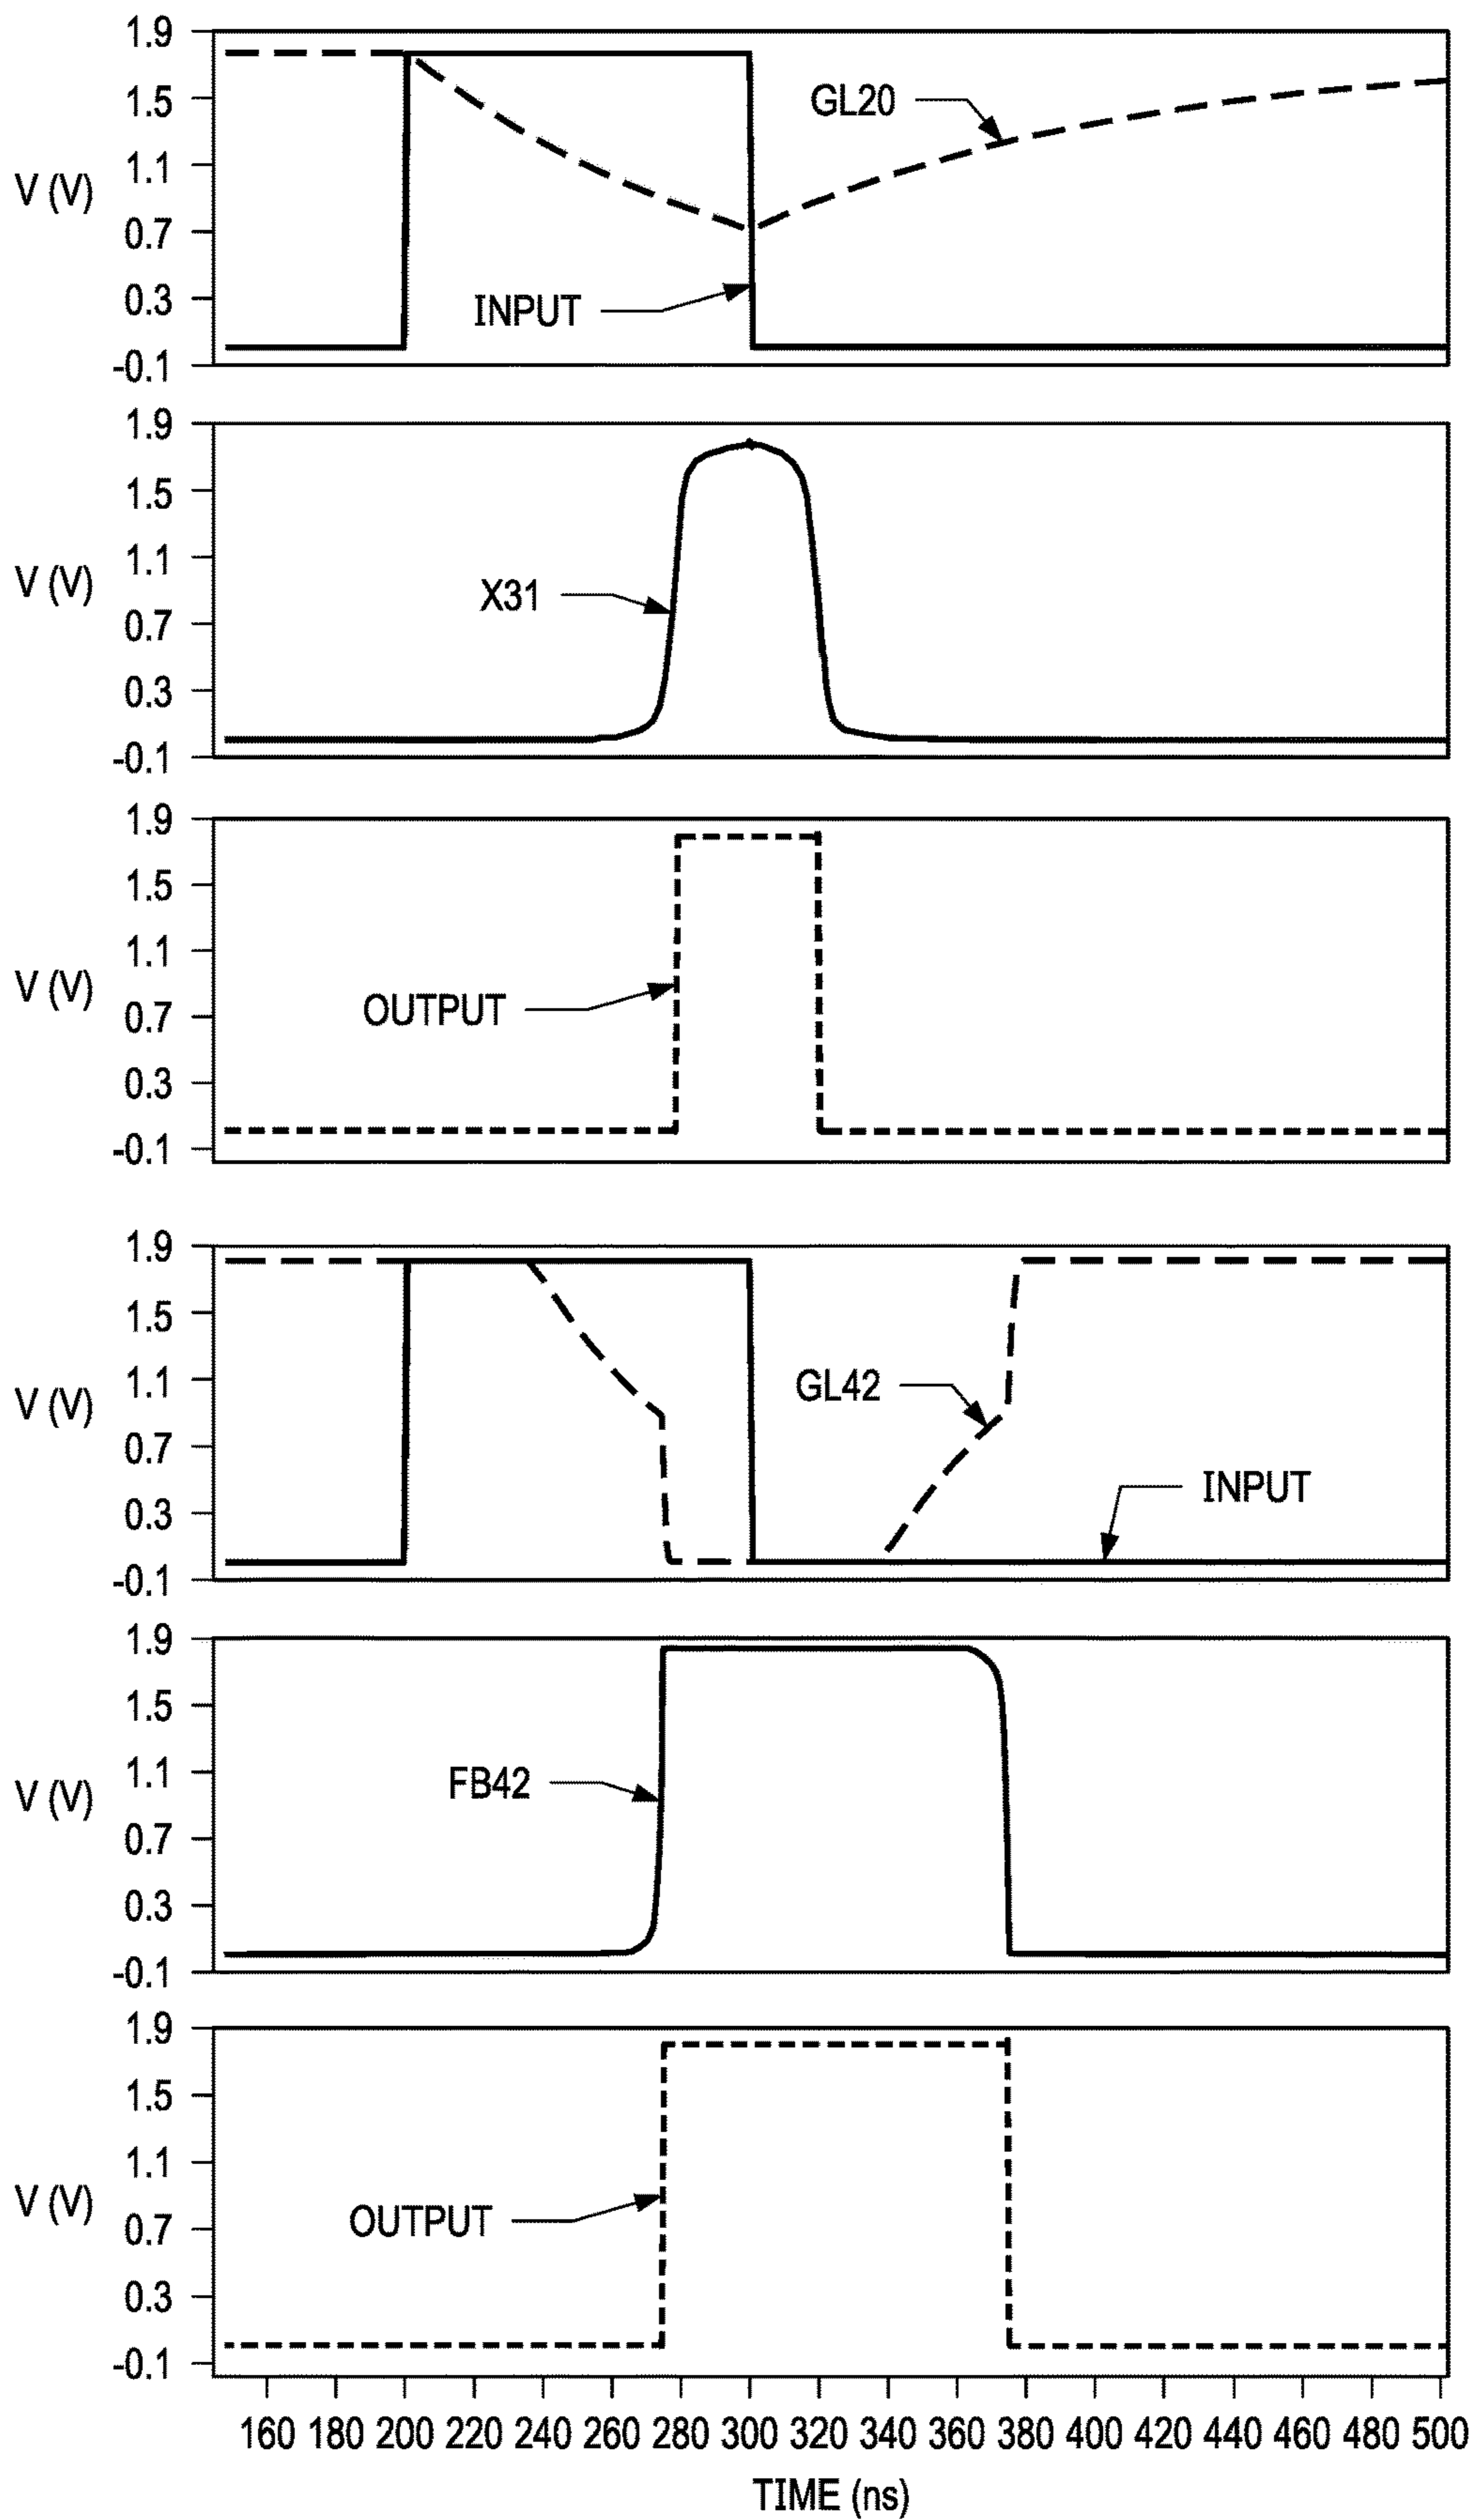 1.9
1.5
1.1
V (V)
0.7
0.3
-0.1
GL20
INPUT
1.9
1.5
1.1
V (V)
0.7
0.3
-0.1
X31
1.9
1.5
1.1
V (V)
0.7
0.3
-0.1
OUTPUT
1.9
1.5
1.1
V (V)
0.7
0.3
-0.1
GL42
INPUT
1.9
1.5
1.1
V (V)
0.7
0.3
-0.1
FB42
1.9
1.5
1.1
V (V)
0.7
0.3
-0.1
OUTPUT
160 180 200 220 240 260 280 300 320 340 360 380 400 420 440 460 480 500
TIME (ns)